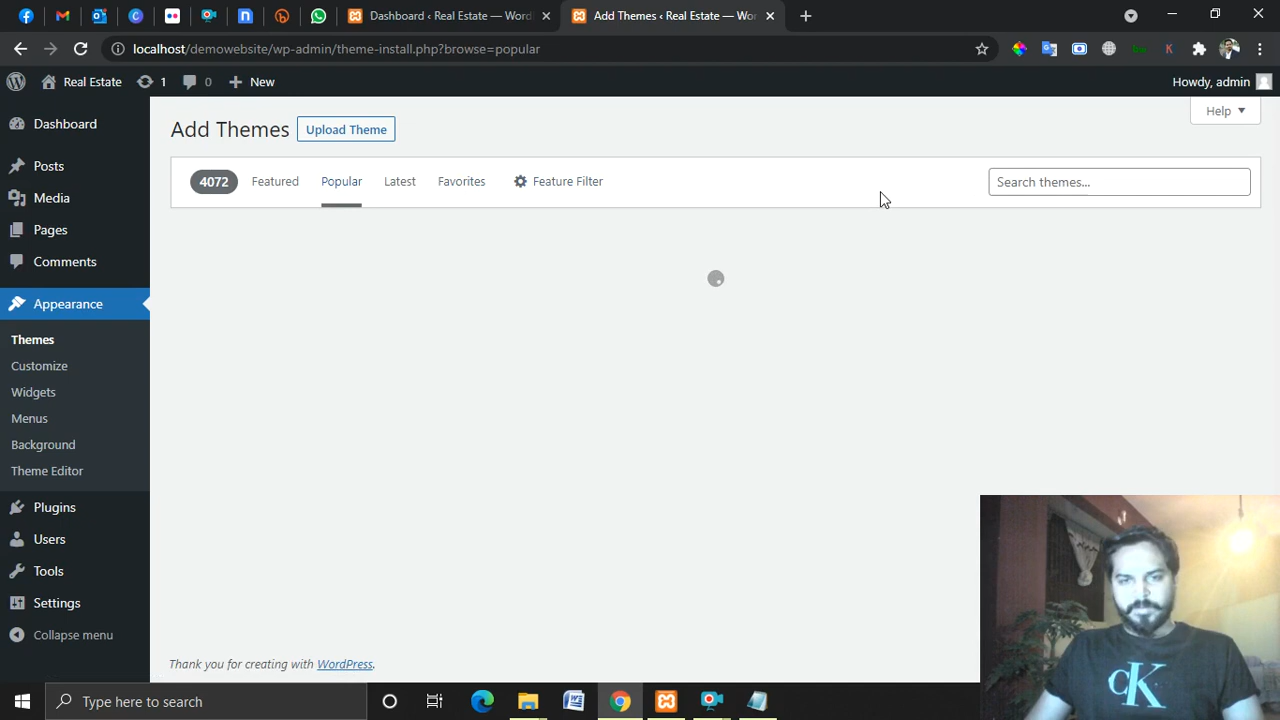 Dashboard ‹ Real Estate — Word
Add Themes ‹ Real Estate — Wor
localhost/demowebsite/wp-admin/theme-install.php?browse=popular
Real Estate
1
0
New
Howdy, admin
Dashboard
Posts
Media
Pages
Comments
Appearance
Themes
Customize
Widgets
Menus
Background
Theme Editor
Plugins
Users
Tools
Settings
Collapse menu
Add Themes
Upload Theme
Help
4072
Featured
Popular
Latest
Favorites
Feature Filter
Search themes...
Thank you for creating with WordPress.
cK
Type here to search